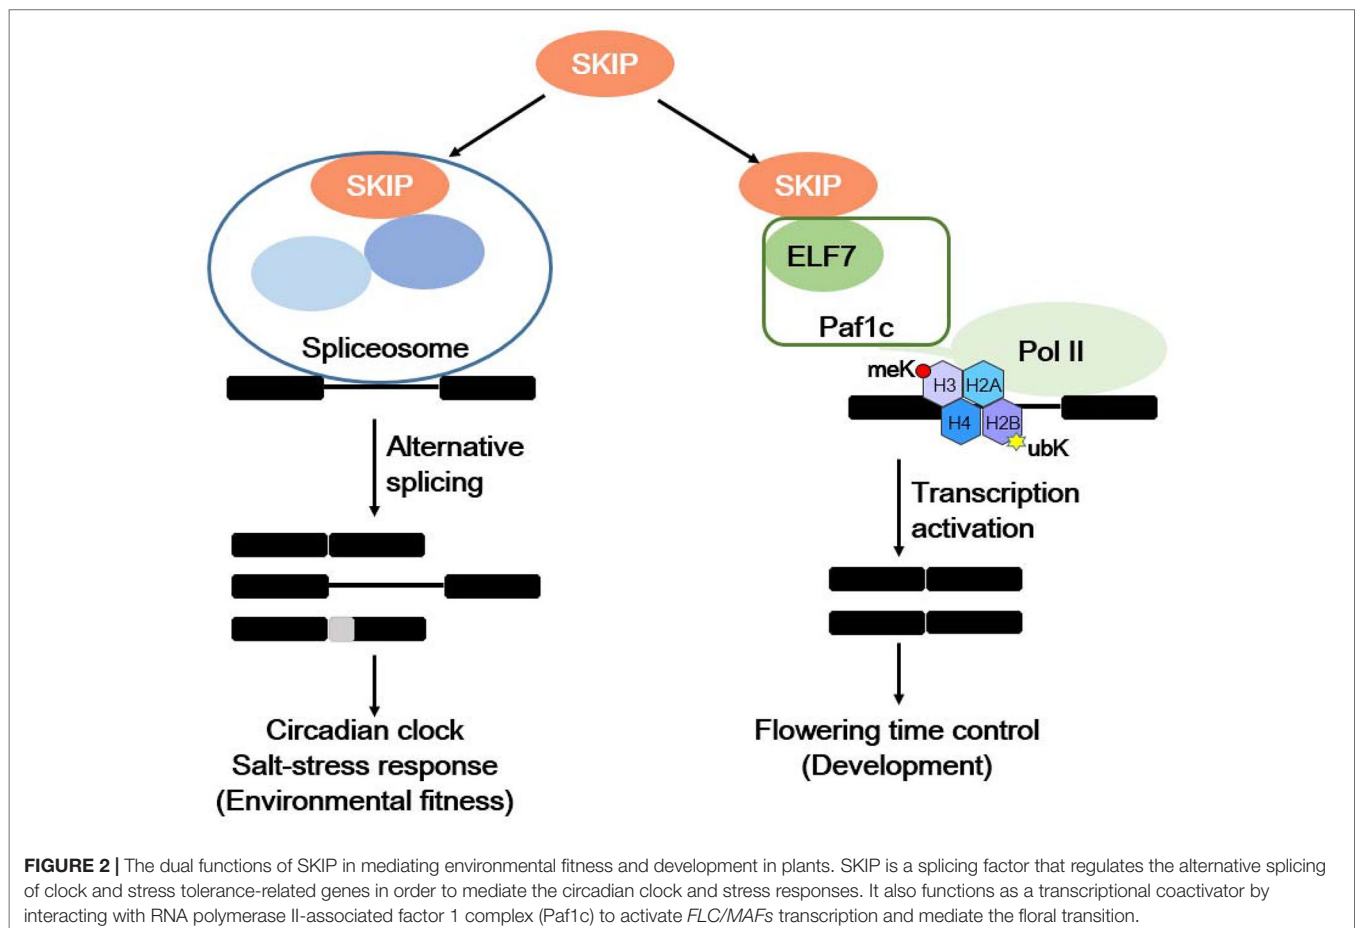 SKIP
SKIP
SKIP
ELF7
Paf1c
Spliceosome
Pol II
meK
H3
H2A
H4
H2B
ubK
Alternative
splicing
Transcription
activation
Circadian clock
Salt-stress response
(Environmental fitness)
Flowering time control
(Development)
FIGURE 2 | The dual functions of SKIP in mediating environmental fitness and development in plants. SKIP is a splicing factor that regulates the alternative splicing
of clock and stress tolerance-related genes in order to mediate the circadian clock and stress responses. It also functions as a transcriptional coactivator by
interacting with RNA polymerase II-associated factor 1 complex (Paf1c) to activate FLC/MAFs transcription and mediate the floral transition.